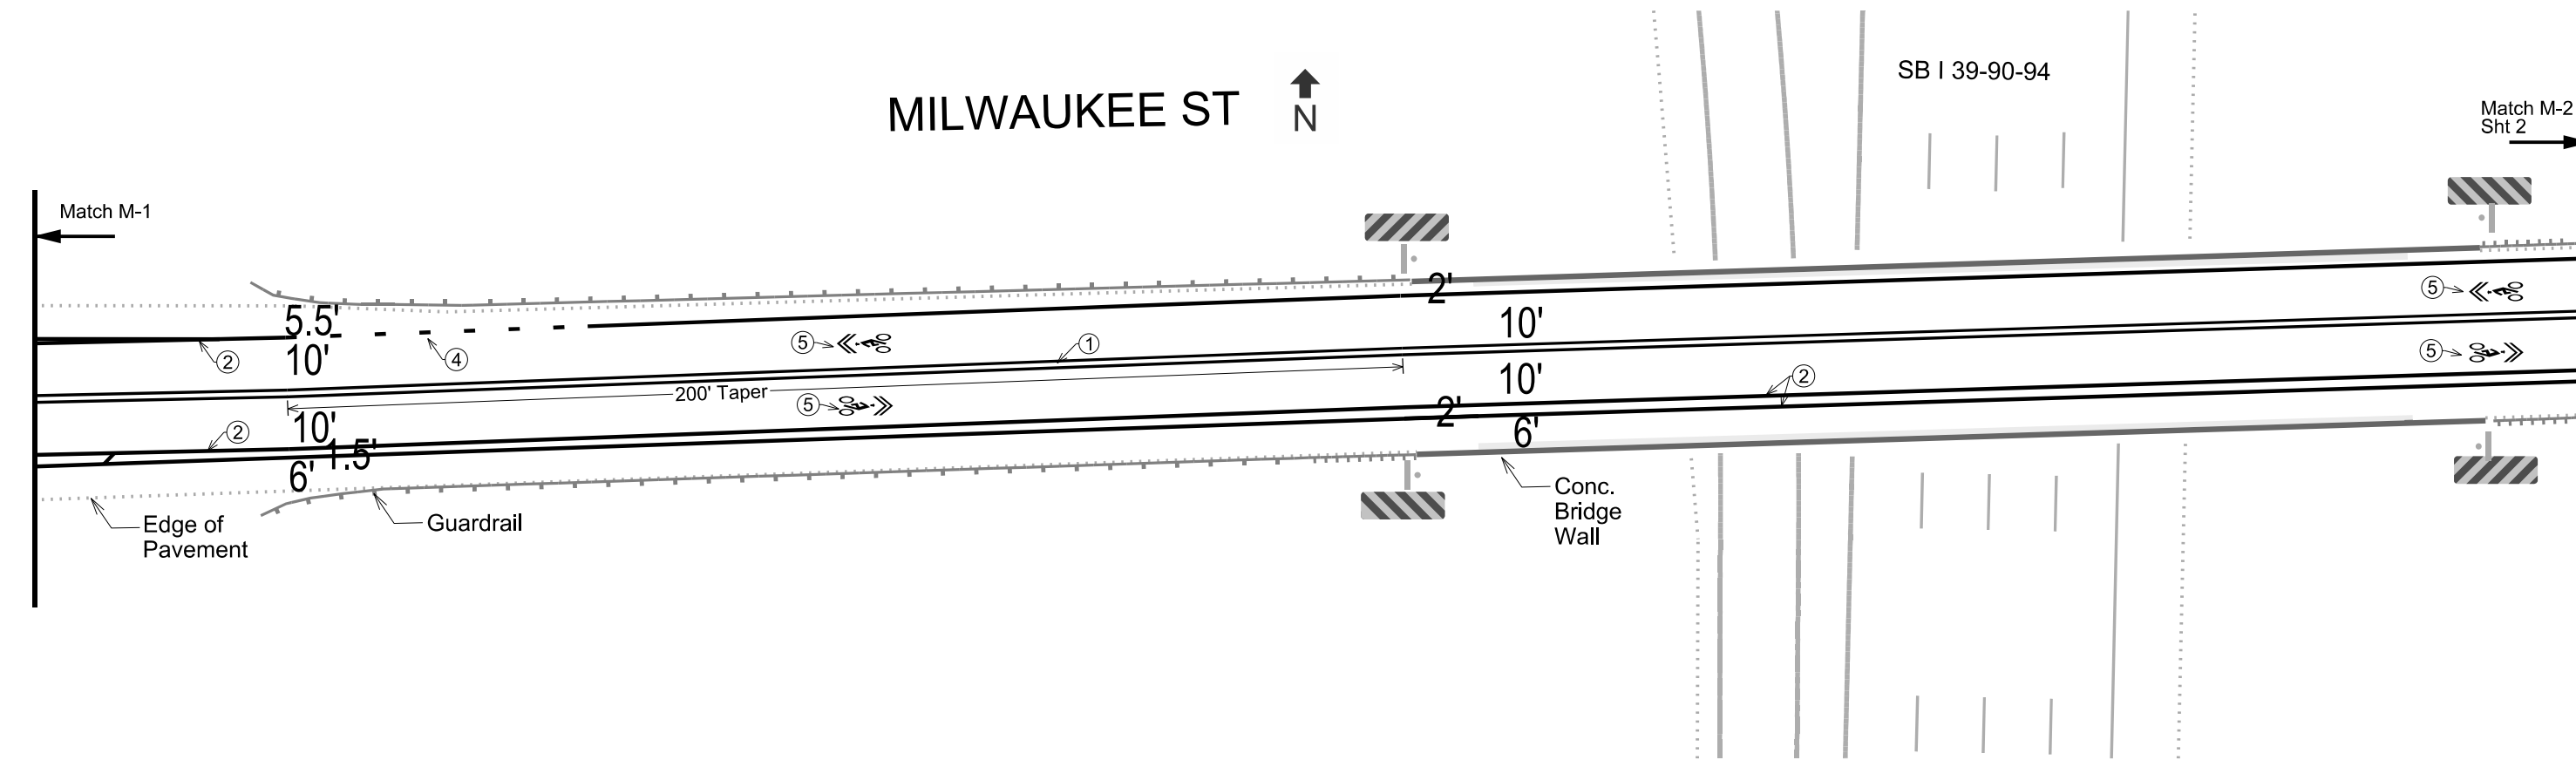 SB I 39-90-94
MILWAUKEE ST
N
Match M-2
Sht 2
Match M-1
2'
5.5'
10'
10'
2
4
5
1
5
200' Taper
10'
2
5
5
2'
10'
2
1.5'
6'
6'
Edge of
Pavement
Guardrail
Conc.
Bridge
Wall